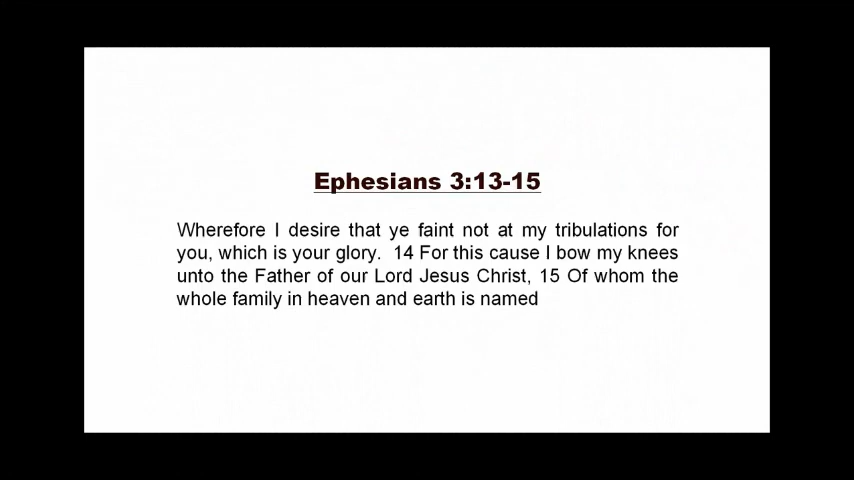 Ephesians 3:13-15
Wherefore I desire that ye faint not at my tribulations for
you, which is your glory.  14 For this cause I bow my knees
unto the Father of our Lord Jesus Christ, 15 Of whom the
whole family in heaven and earth is named